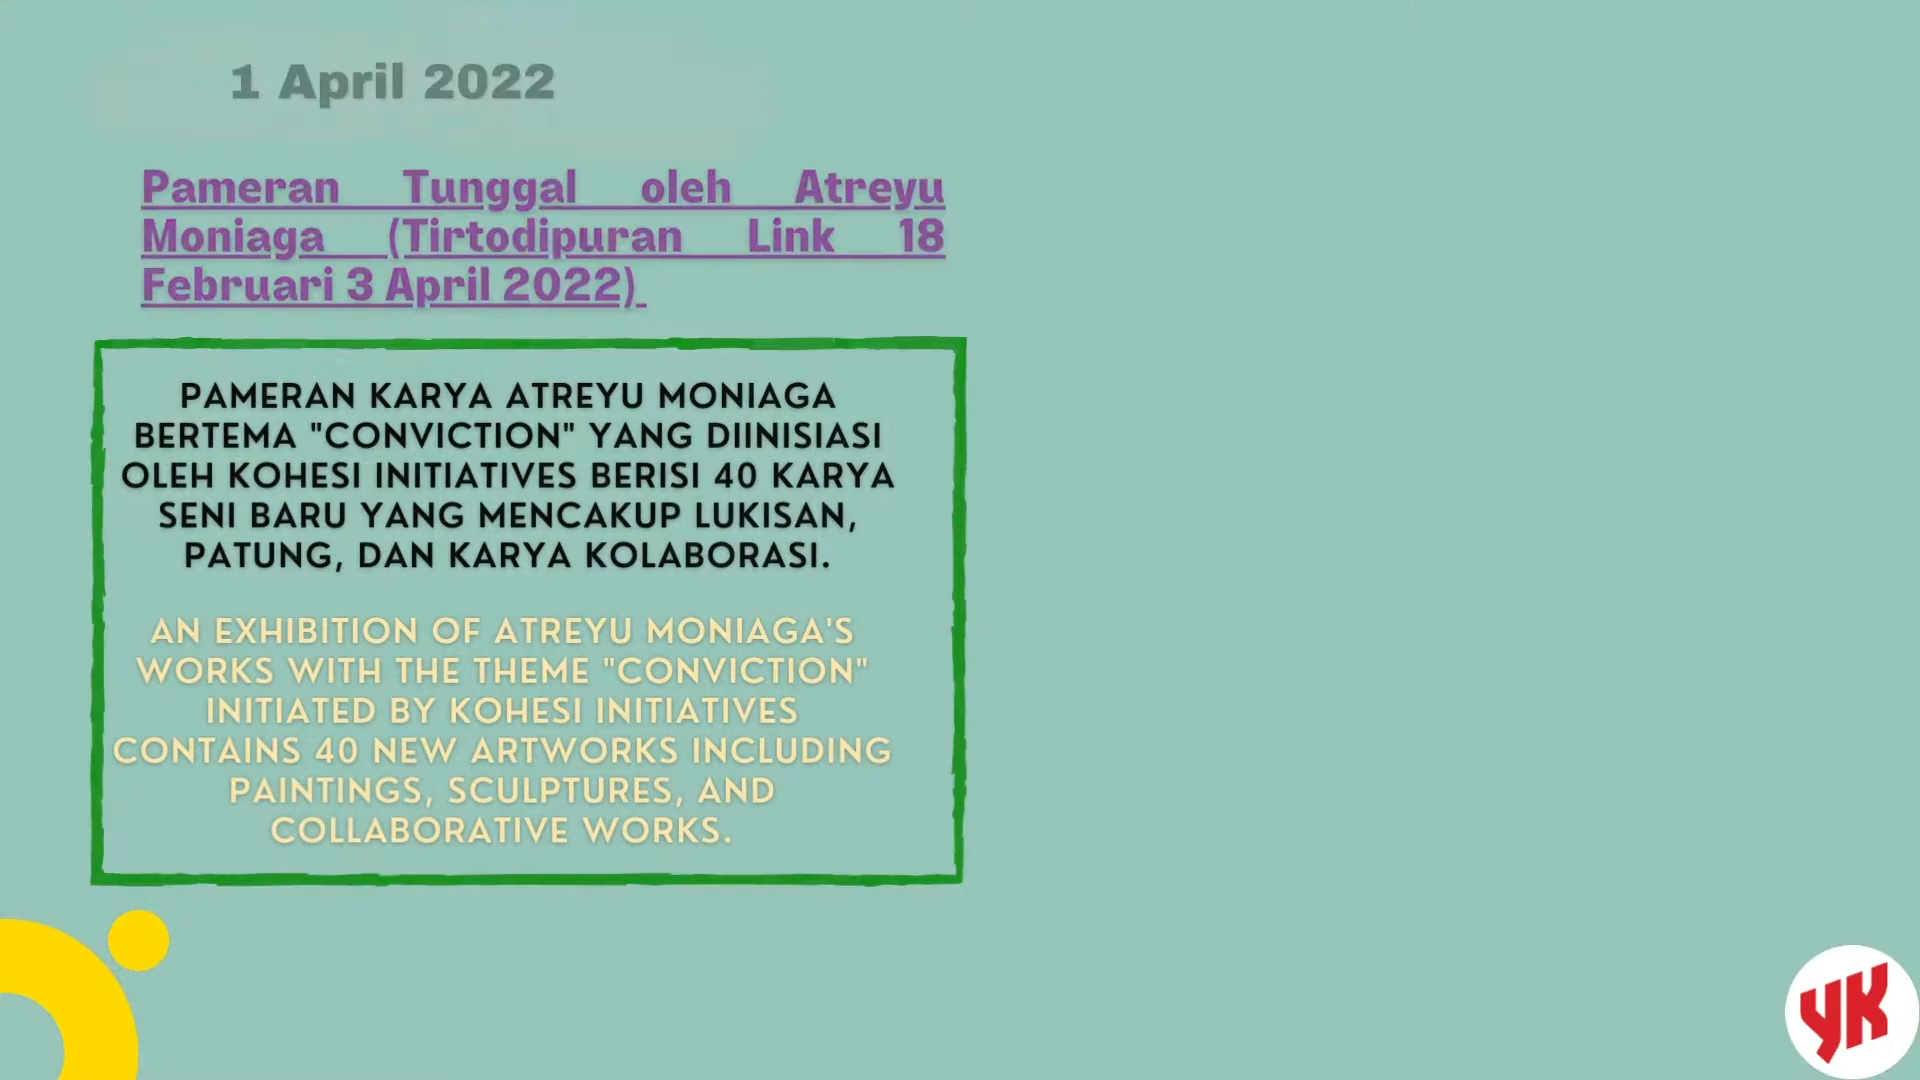 1 April 2022
Pameran Tunggal oleh Atreyu
Moniaga (Tirtodipuran Link 18
Februari 3 April 2022)
PAMERAN KARYA ATREYU MONIAGA
BERTEMA "CONVICTION" YANG DIINISIASI
OLEH KOHESI INITIATIVES BERISI 40 KARYA
SENI BARU YANG MENCAKUP LUKISAN,
PATUNG, DAN KARYA KOLABORASI.
AN EXHIBITION OF ATREYU MONIAGA'S
WORKS WITH THE THEME "CONVICTION"
INITIATED BY KOHESI INITIATIVES
CONTAINS 40 NEW ARTWORKS INCLUDING
PAINTINGS, SCULPTURES, AND
COLLABORATIVE WORKS.
YK